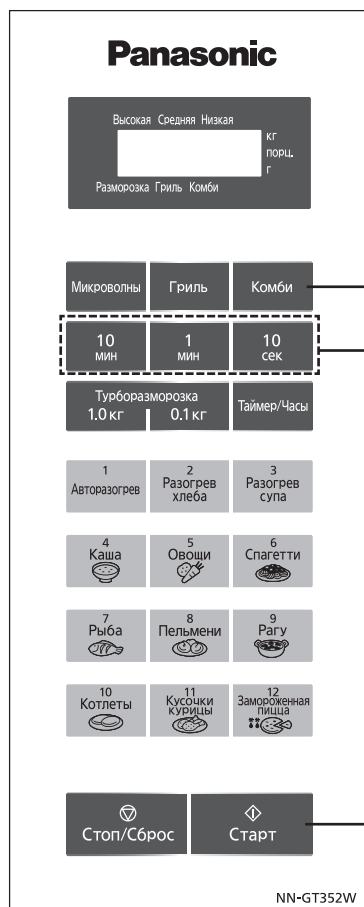 Panasonic
Высокая Средняя Низкая
кг
порц.
г
Разморозка Гриль Комби
Микроволны Гриль Комби
10 1 10
мин мин сек
Турборазморозка
1.0 кг 0.1 кг Таймер/Часы
1 2 3
Авторазогрев Разогрев хлеба Разогрев супа
4 5 6
Каша Овощи Спагетти
7 8 9
Рыба Пельмени Рагу
10 11 12
Котлеты Кусочки курицы Замороженная пицца
Стоп/Сброс Старт
NN-GT352W